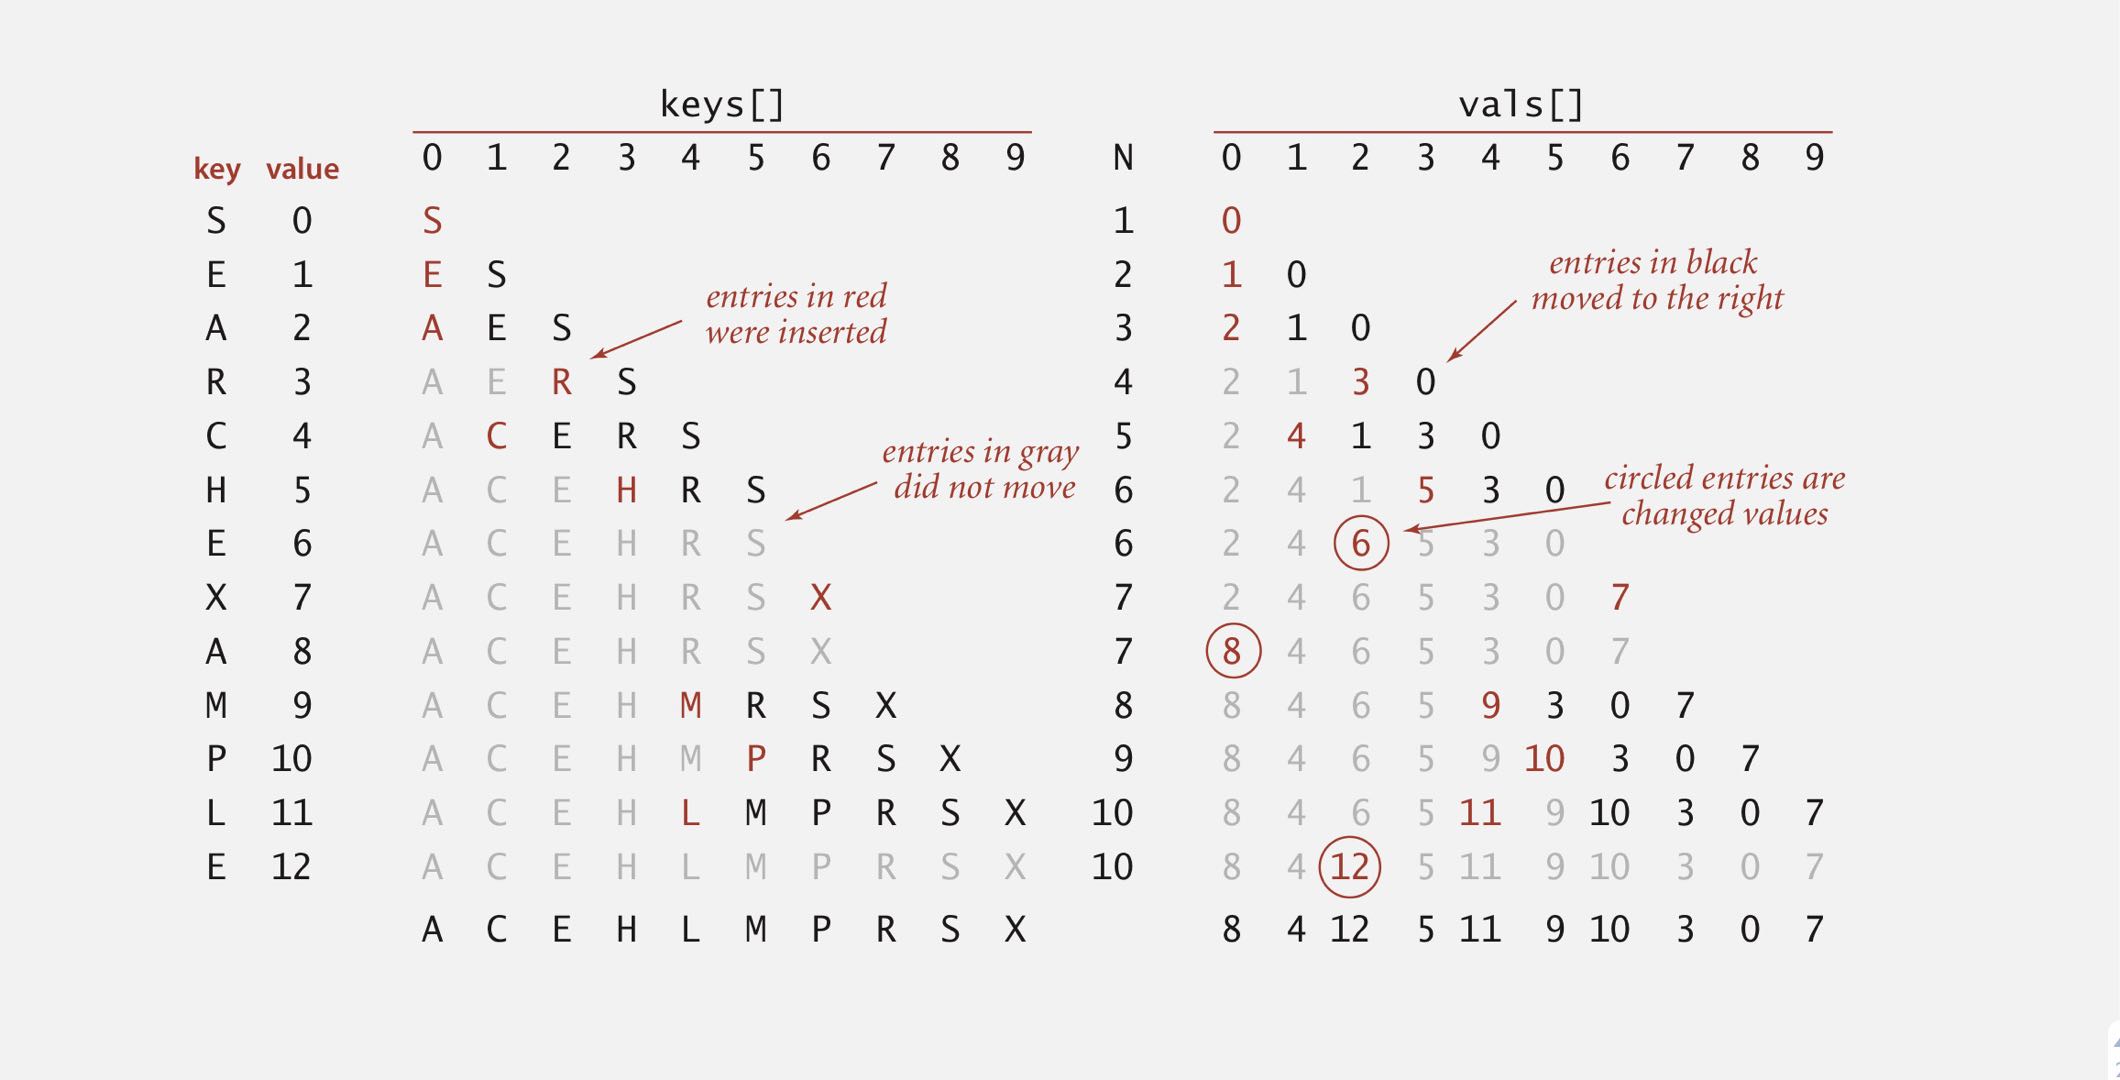 keys[] vals[]
key value 0 1 2 3 4 5 6 7 8 9 N 0 1 2 3 4 5 6 7 8 9
S 0 S 1 0
E 1 E S 2 1 0
entries in black
moved to the right
entries in red
were inserted
A 2 A E S 3 2 1 0
R 3 A E R S 4 2 1 3 0
C 4 A C E R S 5 2 4 1 3 0
entries in gray
did not move
circled entries are
changed values
H 5 A C E H R S 6 2 4 1 5 3 0
E 6 A C E H R S 6 2 4 6 5 3 0
X 7 A C E H R S X 7 2 4 6 5 3 0 7
A 8 A C E H R S X 7 8 4 6 5 3 0 7
M 9 A C E H M R S X 8 8 4 6 5 9 3 0 7
P 10 A C E H M P R S X 9 8 4 6 5 9 10 3 0 7
L 11 A C E H L M P R S X 10 8 4 6 5 11 9 10 3 0 7
E 12 A C E H L M P R S X 10 8 4 12 5 11 9 10 3 0 7
A C E H L M P R S X 8 4 12 5 11 9 10 3 0 7